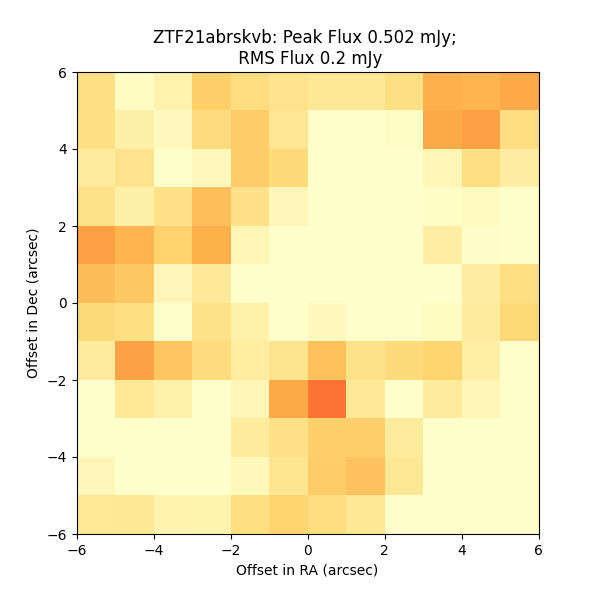 ZTF21abrskvb: Peak Flux 0.502 mJy;
RMS Flux 0.2 mJy
6
4
2
0
−2
−4
−6
Offset in Dec (arcsec)
−6 −4 −2 0 2 4 6
Offset in RA (arcsec)